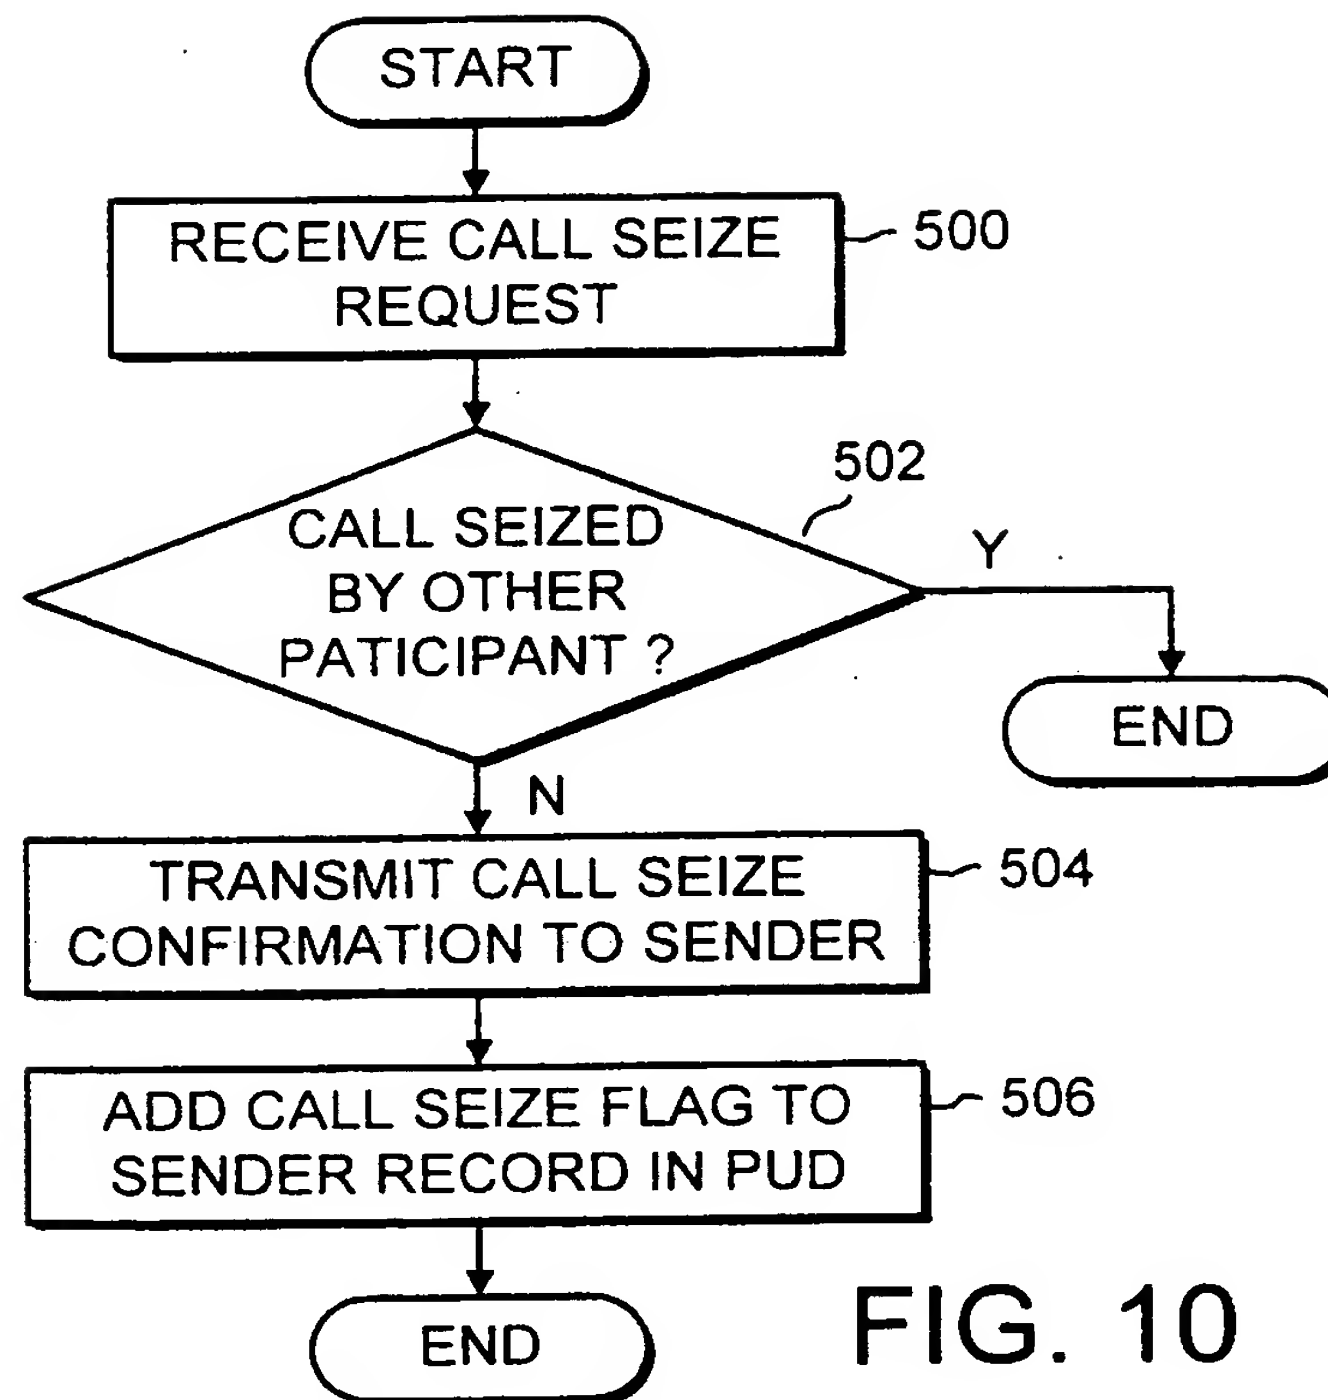 START
RECEIVE CALL SEIZE
REQUEST
500
502
CALL SEIZED
BY OTHER
PATICIPANT ?
Y
END
N
TRANSMIT CALL SEIZE
CONFIRMATION TO SENDER
504
ADD CALL SEIZE FLAG TO
SENDER RECORD IN PUD
506
END
FIG. 10